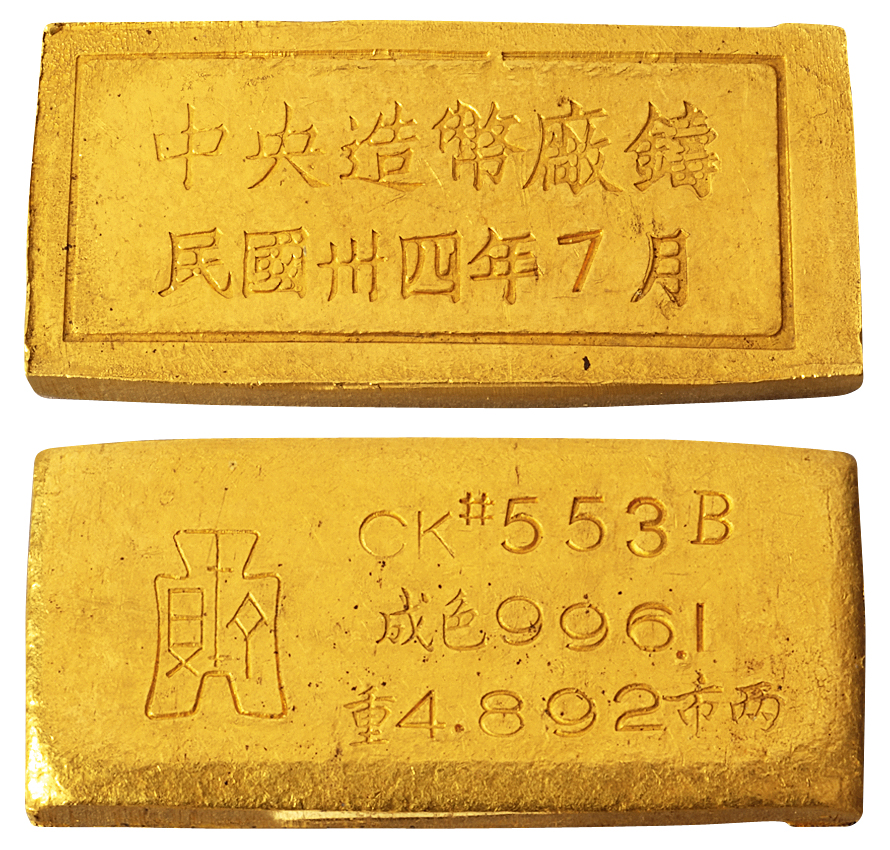 中央造幣廠鑄
民國卅四年7月
CK#553B
成色996.1
重4.892市两